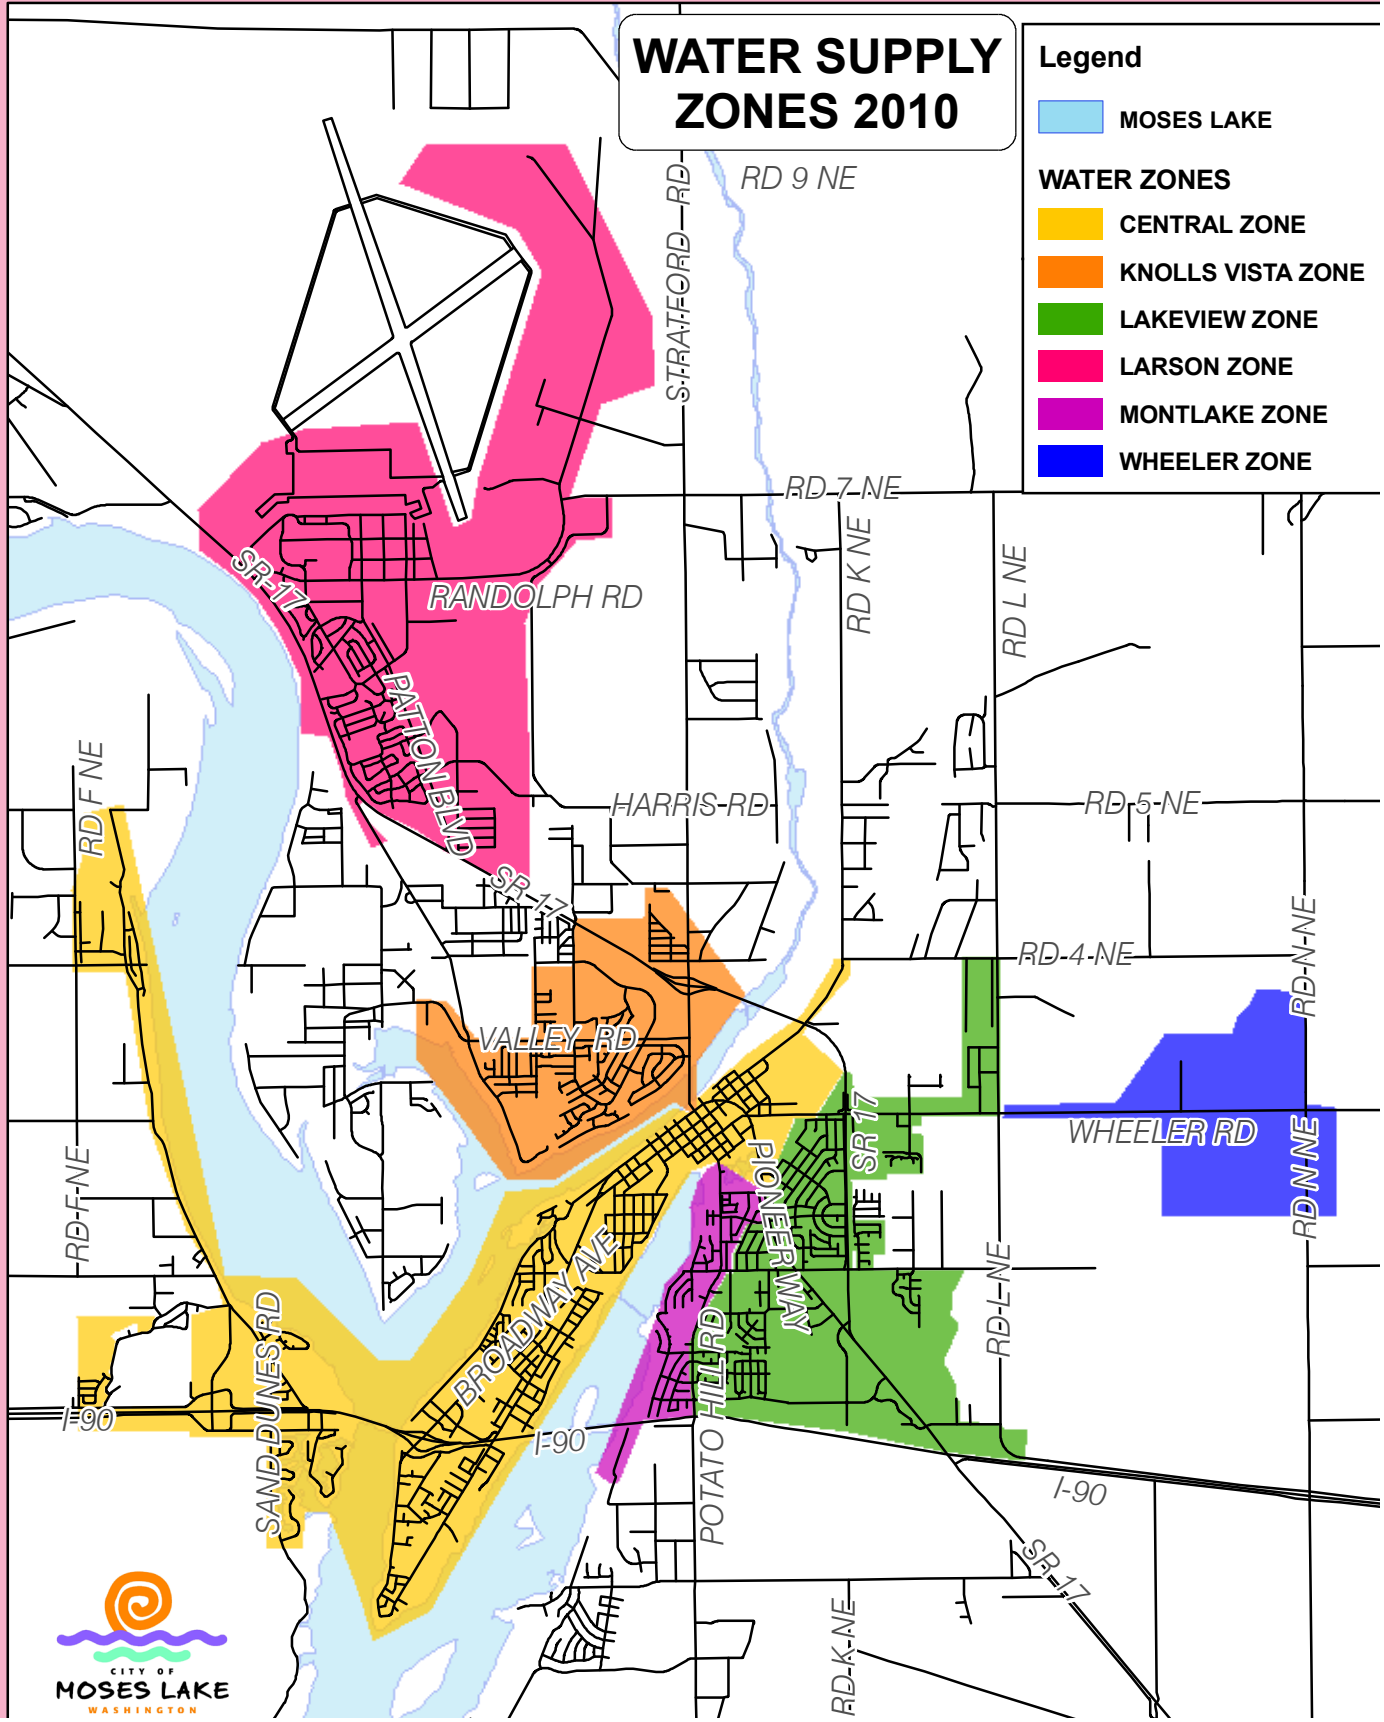 WATER SUPPLY
ZONES 2010
Legend
MOSES LAKE
WATER ZONES
CENTRAL ZONE
KNOLLS VISTA ZONE
LAKEVIEW ZONE
LARSON ZONE
MONTLAKE ZONE
WHEELER ZONE
RD 9 NE
STRATFORD RD
RD 7 NE
RD K NE
RD L NE
SR-17
RANDOLPH RD
PATTON BLVD
RD F NE
HARRIS RD
RD 5 NE
SR-17
RD 4 NE
RD N NE
VALLEY RD
SR 17
WHEELER RD
RD F NE
PIONEER WAY
RD N NE
BROADWAY AVE
SAND DUNES RD
POTATO HILL RD
RD L NE
I-90
I-90
I-90
SR-17
RD K NE
CITY OF
MOSES LAKE
WASHINGTON